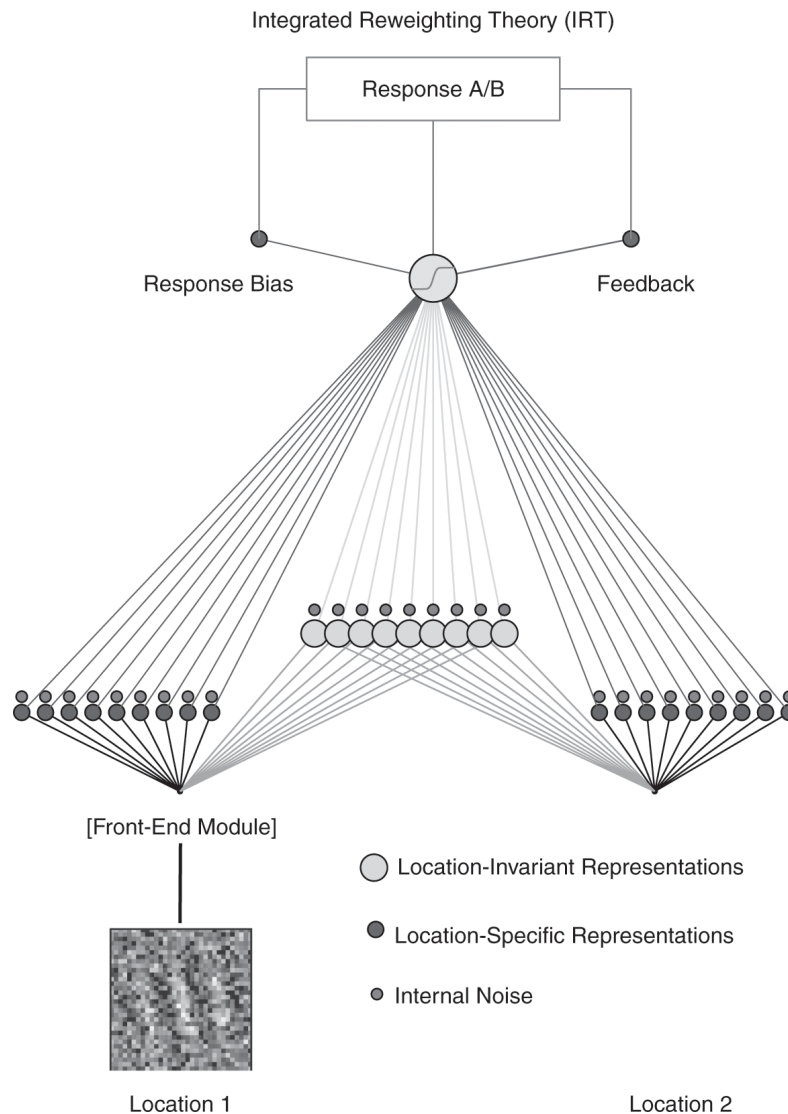 Integrated Reweighting Theory (IRT)
Response A/B
Response Bias
Feedback
[Front-End Module]
Location-Invariant Representations
Location-Specific Representations
Internal Noise
Location 1
Location 2